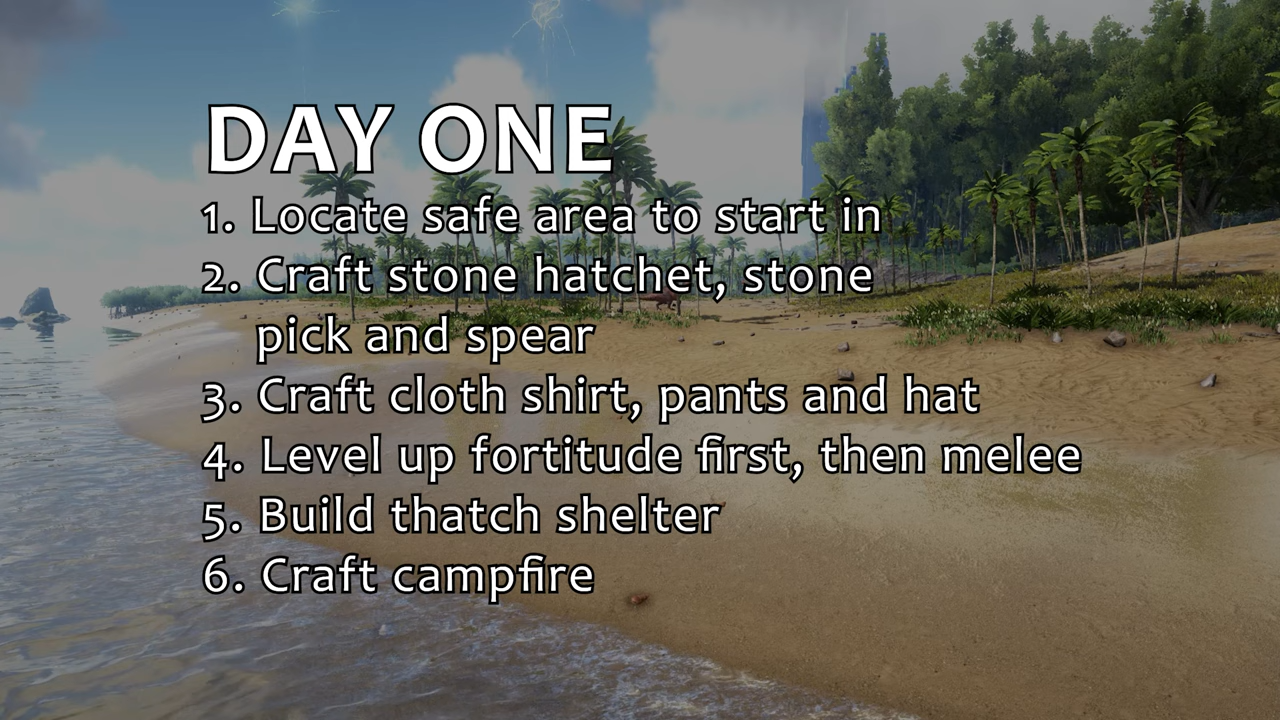 DAY ONE
1. Locate safe area to start in
2. Craft stone hatchet, stone
pick and spear
3. Craft cloth shirt, pants and hat
4. Level up fortitude first, then melee
5. Build thatch shelter
6. Craft campfire